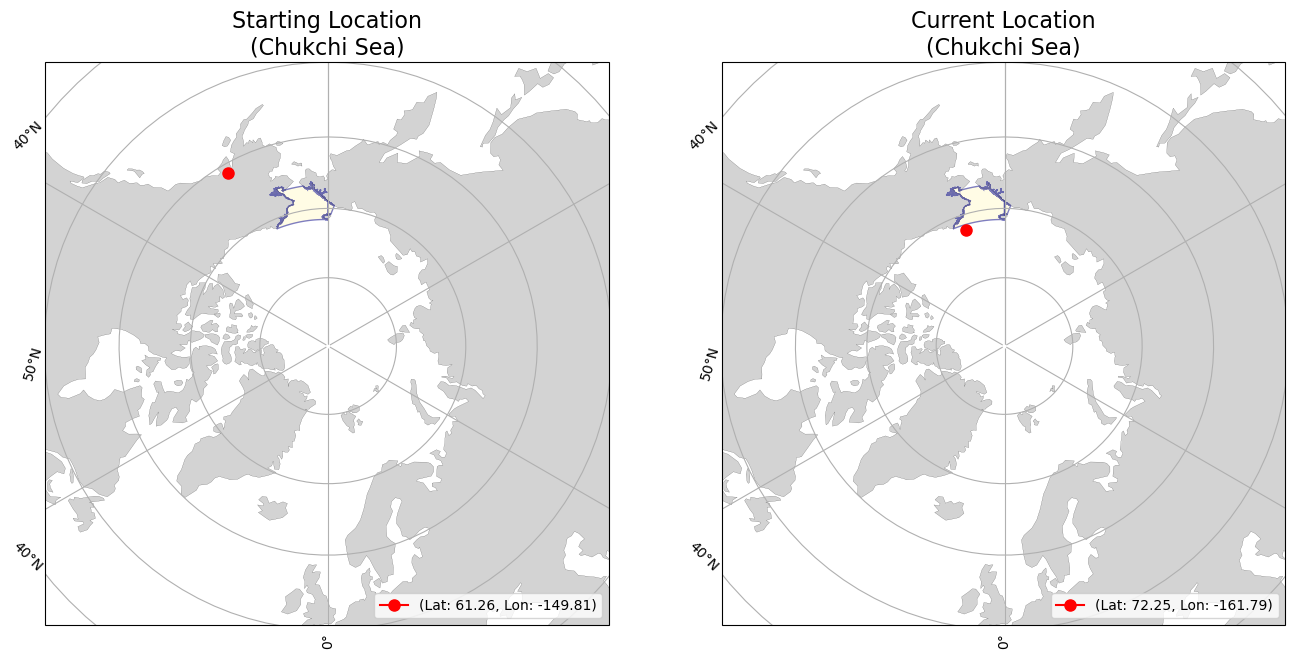 Starting Location
(Chukchi Sea)
40°N
50°N
40°N
0°
(Lat: 61.26, Lon: -149.81)
Current Location
(Chukchi Sea)
40°N
50°N
40°N
0°
(Lat: 72.25, Lon: -161.79)